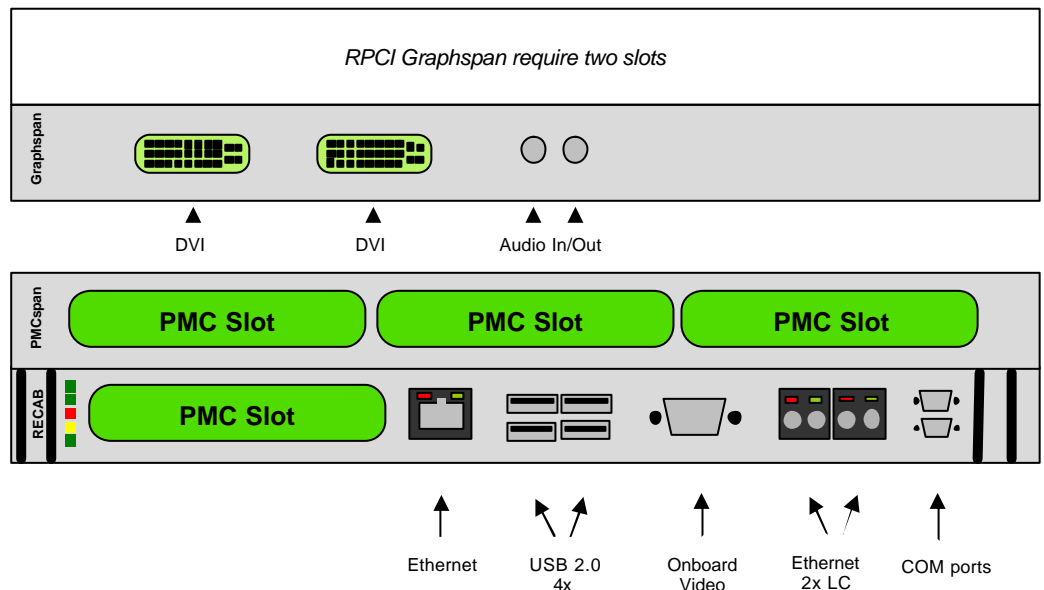 RPCI Graphspan require two slots
Graphspan
DVI
DVI
Audio In/Out
PMCspan
PMC Slot
PMC Slot
PMC Slot
RECAB
PMC Slot
Ethernet
USB 2.0
4x
Onboard
Video
Ethernet
2x LC
COM ports